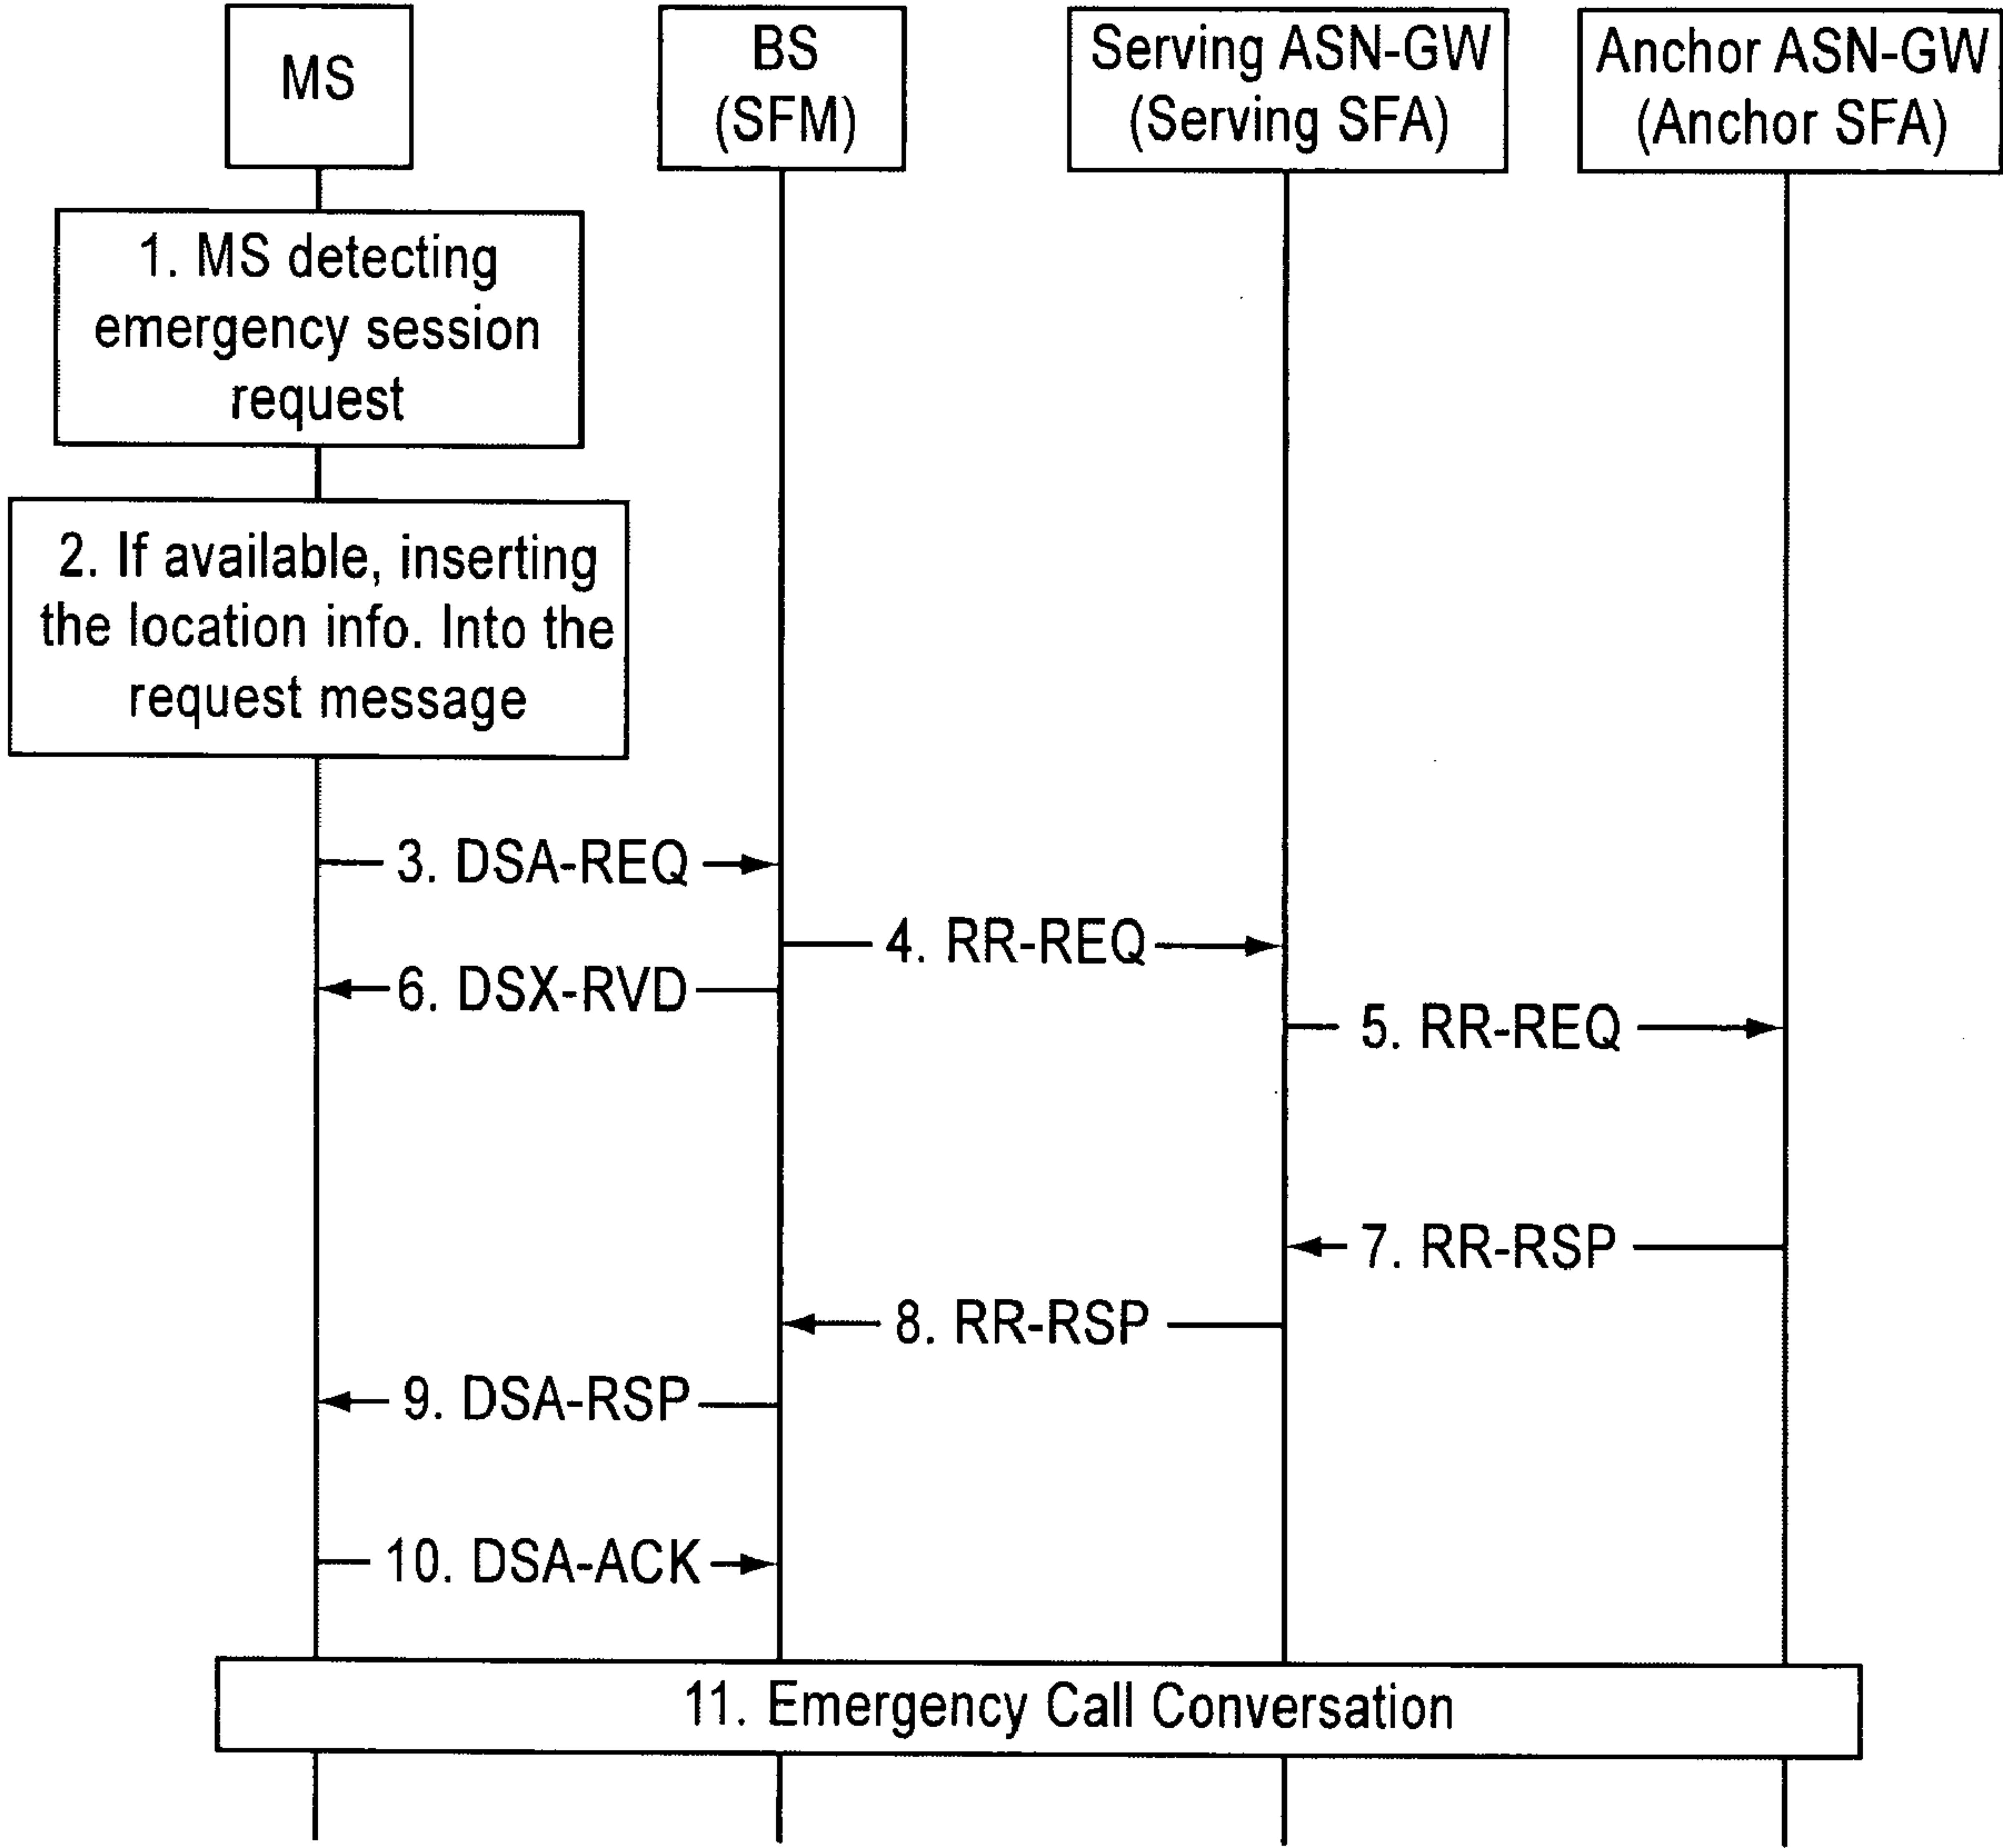 MS
BS
(SFM)
Serving ASN-GW
(Serving SFA)
Anchor ASN-GW
(Anchor SFA)
1. MS detecting
emergency session
request
2. If available, inserting
the location info. Into the
request message
3. DSA-REQ
4. RR-REQ
6. DSX-RVD
5. RR-REQ
7. RR-RSP
8. RR-RSP
9. DSA-RSP
10. DSA-ACK
11. Emergency Call Conversation